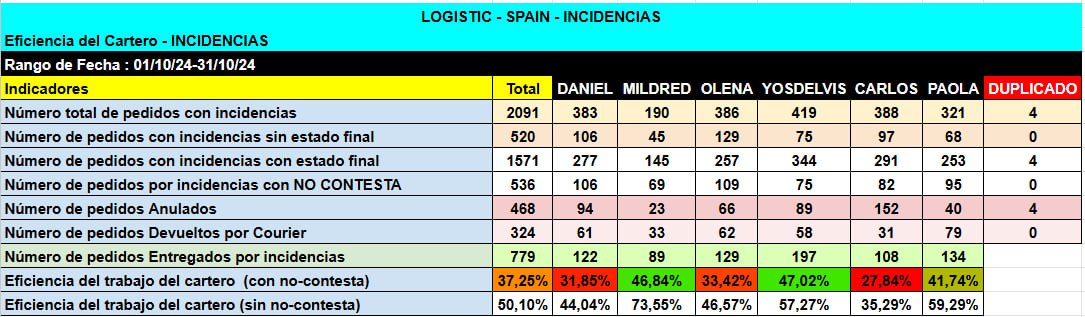 LOGISTIC - SPAIN - INCIDENCIAS
Eficiencia del Cartero - INCIDENCIAS
Rango de Fecha : 01/10/24-31/10/24
Indicadores Total DANIEL MILDRED OLENA YOSDELVIS CARLOS PAOLA DUPLICADO
Número total de pedidos con incidencias 2091 383 190 386 419 388 321 4
Número de pedidos con incidencias sin estado final 520 106 45 129 75 97 68 0
Número de pedidos con incidencias con estado final 1571 277 145 257 344 291 253 4
Número de pedidos por incidencias con NO CONTESTA 536 106 69 109 75 82 95 0
Número de pedidos Anulados 468 94 23 66 89 152 40 4
Número de pedidos Devueltos por Courier 324 61 33 62 58 31 79 0
Número de pedidos Entregados por incidencias 779 122 89 129 197 108 134
Eficiencia del trabajo del cartero (con no-contesta) 37,25% 31,85% 46,84% 33,42% 47,02% 27,84% 41,74%
Eficiencia del trabajo del cartero (sin no-contesta) 50,10% 44,04% 73,55% 46,57% 57,27% 35,29% 59,29%